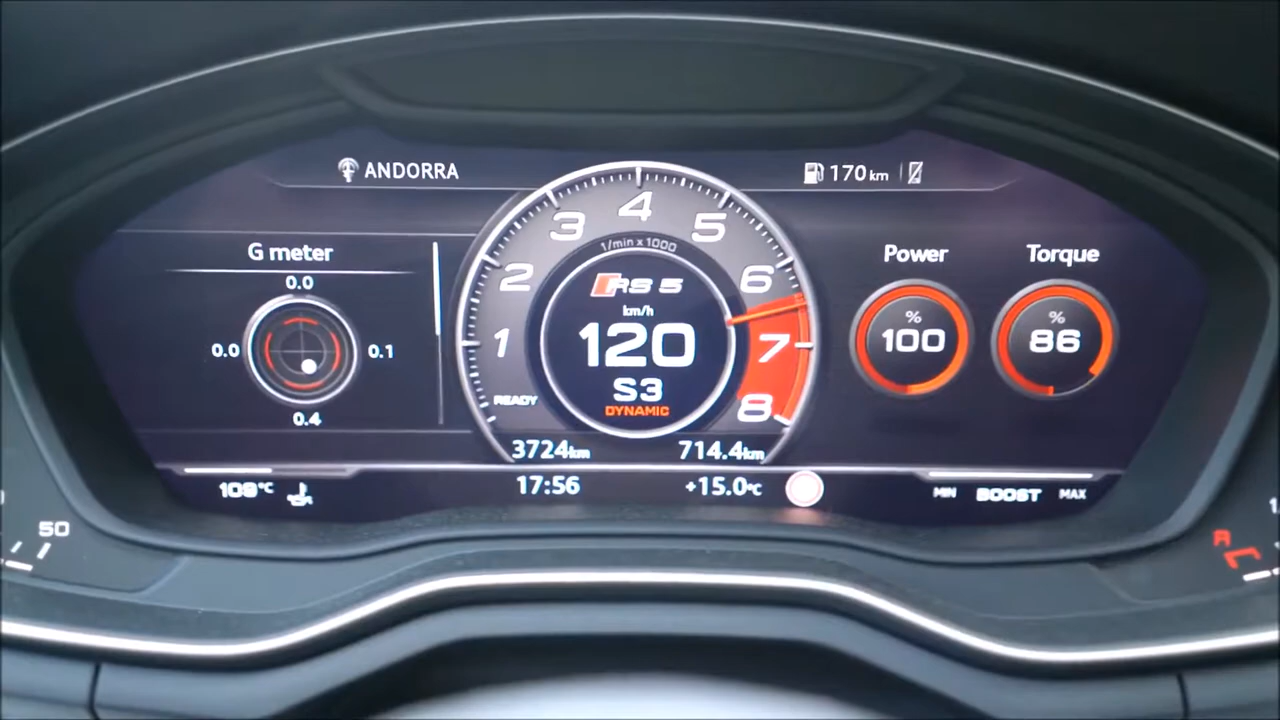 ANDORRA
170 km
G meter
0.0
0.0
0.1
0.4
1
2
3
4
5
6
7
8
1/min x 1000
RS 5
km/h
120
S3
DYNAMIC
READY
3724km
714.4km
Power
%
100
Torque
%
86
109°C
17:56
+15.0°C
MIN BOOST MAX
50